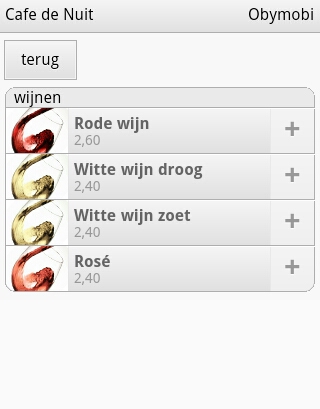 Cafe de Nuit Obymobi
terug
wijnen
Rode wijn
2,60
+
Witte wijn droog
2,40
+
Witte wijn zoet
2,40
+
Rosé
2,40
+